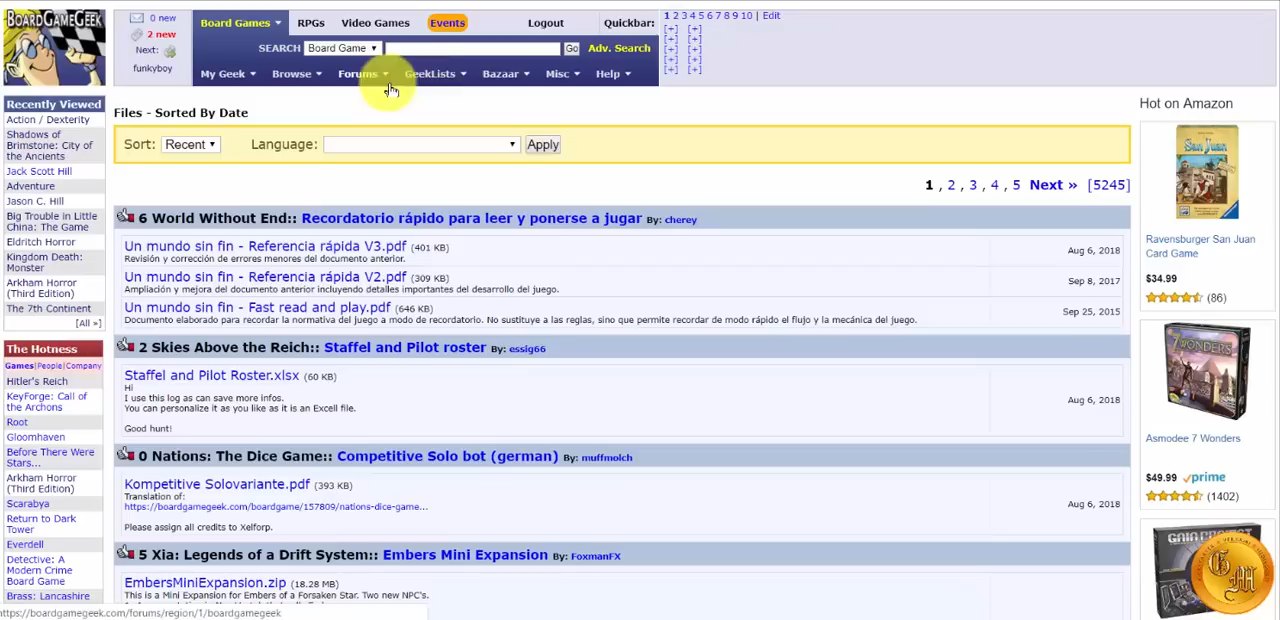 BOARDGAMEGEEK
0 new
2 new
Next:
funkyboy
Board Games RPGs Video Games Events Logout Quickbar:
1 2 3 4 5 6 7 8 9 10 | Edit
[+] [+]
[+] [+]
[+] [+]
[+] [+]
[+] [+]
SEARCH Board Game Go Adv. Search
My Geek Browse Forums GeekLists Bazaar Misc Help
Recently Viewed
Action / Dexterity
Shadows of
Brimstone: City of
the Ancients
Jack Scott Hill
Adventure
Jason C. Hill
Big Trouble in Little
China: The Game
Eldritch Horror
Kingdom Death:
Monster
Arkham Horror
(Third Edition)
The 7th Continent
[All »]
The Hotness
Games|People|Company
Hitler's Reich
KeyForge: Call of
the Archons
Root
Gloomhaven
Before There Were
Stars...
Arkham Horror
(Third Edition)
Scarabya
Return to Dark
Tower
Everdell
Detective: A
Modern Crime
Board Game
Brass: Lancashire
Files - Sorted By Date
Sort: Recent Language: Apply
1 , 2 , 3 , 4 , 5 Next » [5245]
6 World Without End:: Recordatorio rápido para leer y ponerse a jugar By: cherey
Un mundo sin fin - Referencia rápida V3.pdf (401 KB)
Revisión y corrección de errores menores del documento anterior.
Aug 6, 2018
Un mundo sin fin - Referencia rápida V2.pdf (309 KB)
Ampliación y mejora del documento anterior incluyendo detalles importantes del desarrollo del juego.
Sep 8, 2017
Un mundo sin fin - Fast read and play.pdf (646 KB)
Documento elaborado para recordar la normativa del juego a modo de recordatorio. No sustituye a las reglas, sino que permite recordar de modo rápido el flujo y la mecánica del juego.
Sep 25, 2015
2 Skies Above the Reich:: Staffel and Pilot roster By: essig66
Staffel and Pilot Roster.xlsx (60 KB)
Hi
I use this log as can save more infos.
You can personalize it as you like as it is an Excell file.
Good hunt!
Aug 6, 2018
0 Nations: The Dice Game:: Competitive Solo bot (german) By: muffmolch
Kompetitive Solovariante.pdf (393 KB)
Translation of:
https://boardgamegeek.com/boardgame/157809/nations-dice-game...
Please assign all credits to Xelforp.
Aug 6, 2018
5 Xia: Legends of a Drift System:: Embers Mini Expansion By: FoxmanFX
EmbersMiniExpansion.zip (18.28 MB)
This is a Mini Expansion for Embers of a Forsaken Star. Two new NPC's.
https://boardgamegeek.com/forums/region/1/boardgamegeek
Hot on Amazon
San Juan
Ravensburger San Juan
Card Game
$34.99
(86)
7 WONDERS
Asmodee 7 Wonders
$49.99 prime
(1402)
GAIA PROJECT
G M